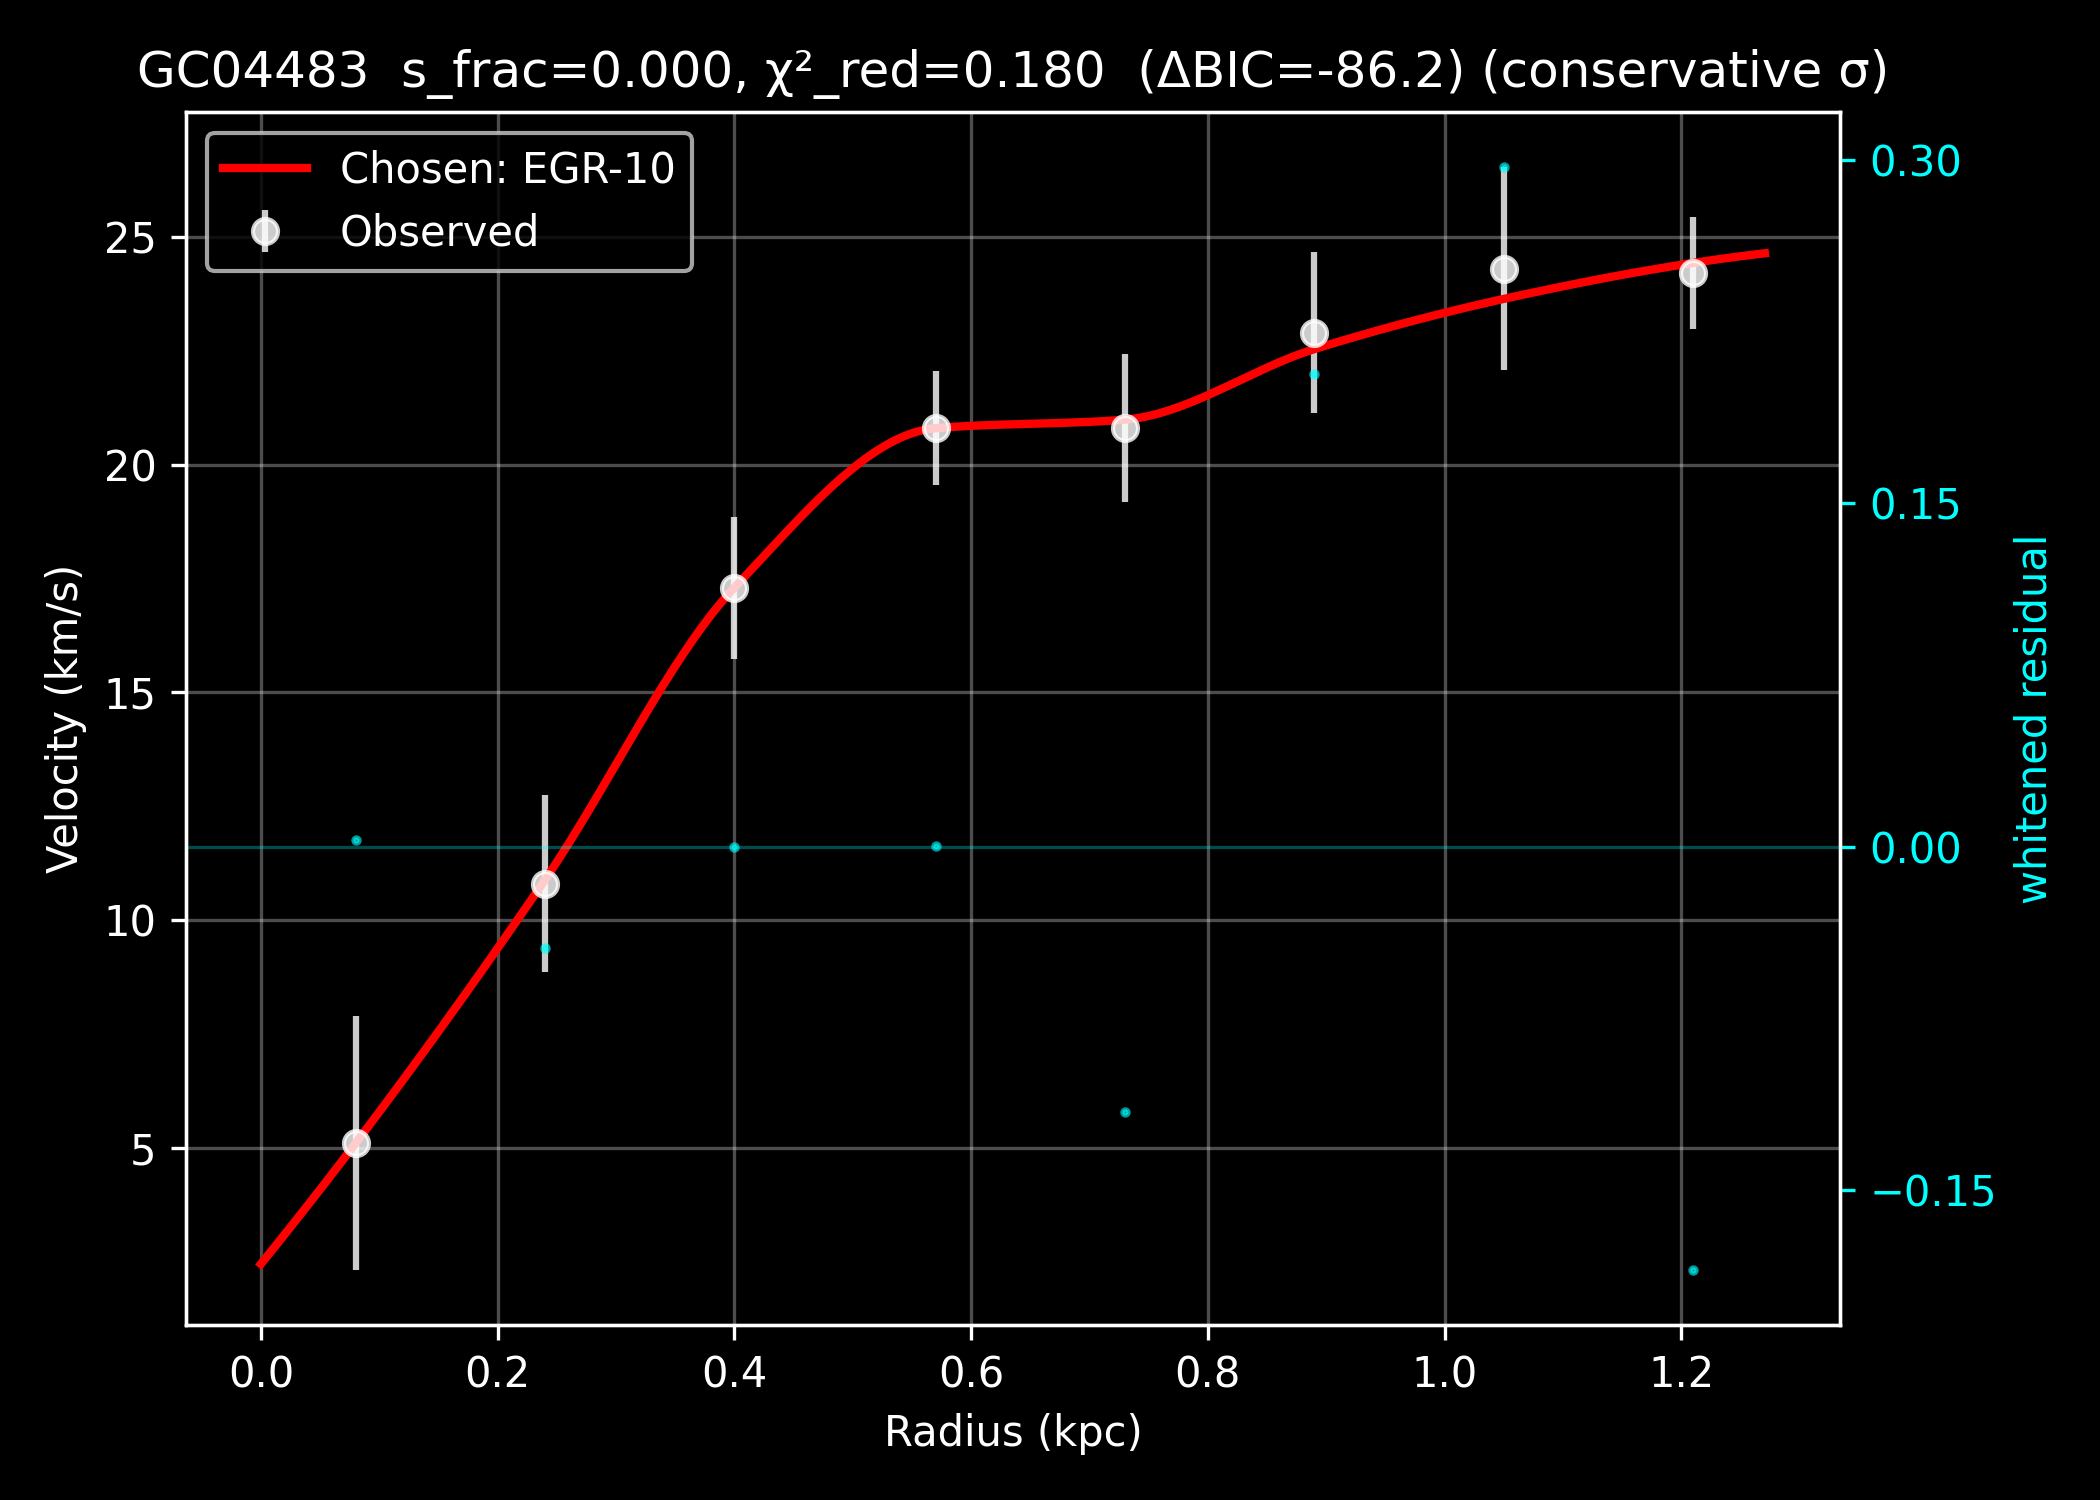 GC04483  s_frac=0.000, χ²_red=0.180  (ΔBIC=-86.2) (conservative σ)
Chosen: EGR-10
Observed
25
20
15
10
5
Velocity (km/s)
0.30
0.15
0.00
−0.15
whitened residual
0.0 0.2 0.4 0.6 0.8 1.0 1.2
Radius (kpc)